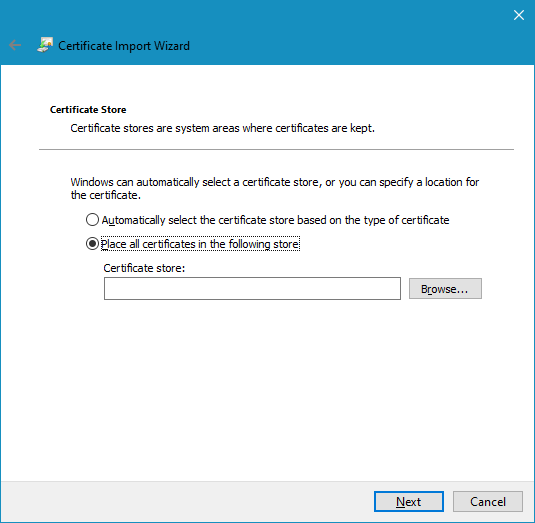 Certificate Import Wizard
Certificate Store
Certificate stores are system areas where certificates are kept.
Windows can automatically select a certificate store, or you can specify a location for
the certificate.
Automatically select the certificate store based on the type of certificate
Place all certificates in the following store
Certificate store:
Browse...
Next
Cancel